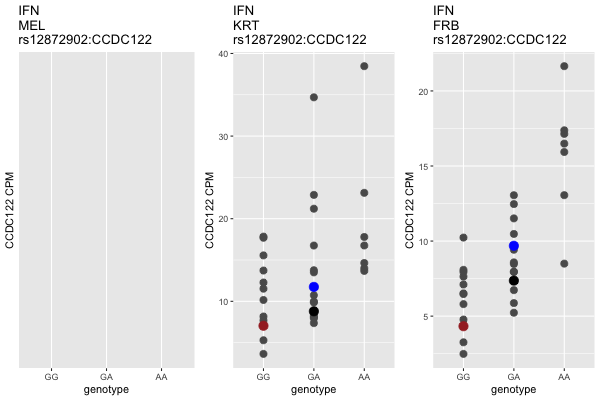 IFN
MEL
rs12872902:CCDC122
CCDC122 CPM
GG GA AA
genotype
IFN
KRT
rs12872902:CCDC122
CCDC122 CPM
40
30
20
10
GG GA AA
genotype
IFN
FRB
rs12872902:CCDC122
CCDC122 CPM
20
15
10
5
GG GA AA
genotype